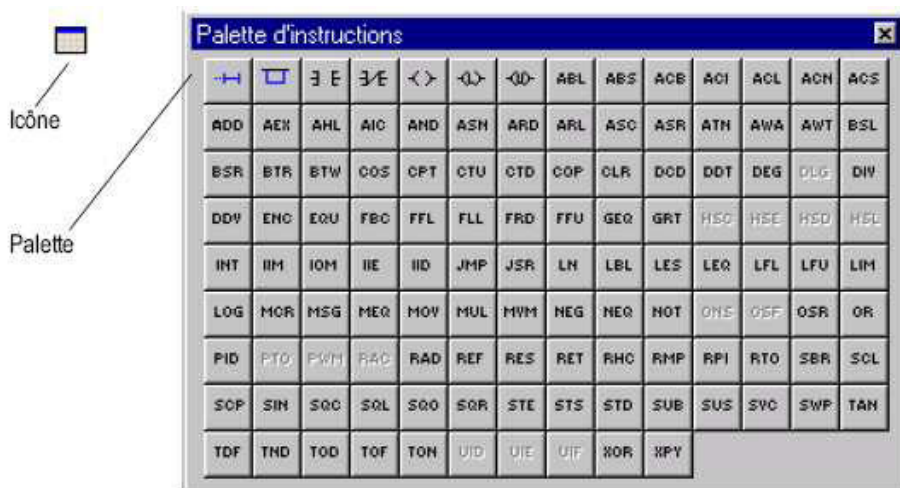 Palette d'instructions
Icône
Palette
ABL ABS ACB ACI ACL ACN ACS
ADD AEX AHL AIC AND ASN ARD ARL ASC ASR ATN AWA AWT BSL
BSR BTR BTW COS CPT CTU CTD COP CLR DCD DDT DEG DLG DIV
DDV ENC EQU FBC FFL FLL FRD FFU GEQ GRT HSC HSE HSD HSL
INT IIM IOM IIE IID JMP JSR LN LBL LES LEQ LFL LFU LIM
LOG MCR MSG MEQ MOV MUL MVM NEG NEQ NOT ONS OSF OSR OR
PID PTO PWM RAC RAD REF RES RET RHC RMP RPI RTO SBR SCL
SCP SIN SQC SQL SQO SQR STE STS STD SUB SUS SVC SWP TAN
TDF TND TOD TOF TON UID UIE UIF XOR XPY